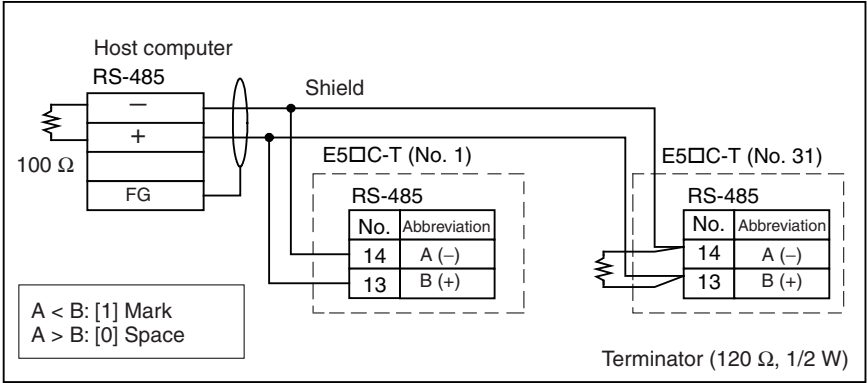 Host computer
RS-485
−
+
100 Ω
FG
Shield
E5□C-T (No. 1)
RS-485
No. Abbreviation
14 A (−)
13 B (+)
E5□C-T (No. 31)
RS-485
No. Abbreviation
14 A (−)
13 B (+)
A < B: [1] Mark
A > B: [0] Space
Terminator (120 Ω, 1/2 W)